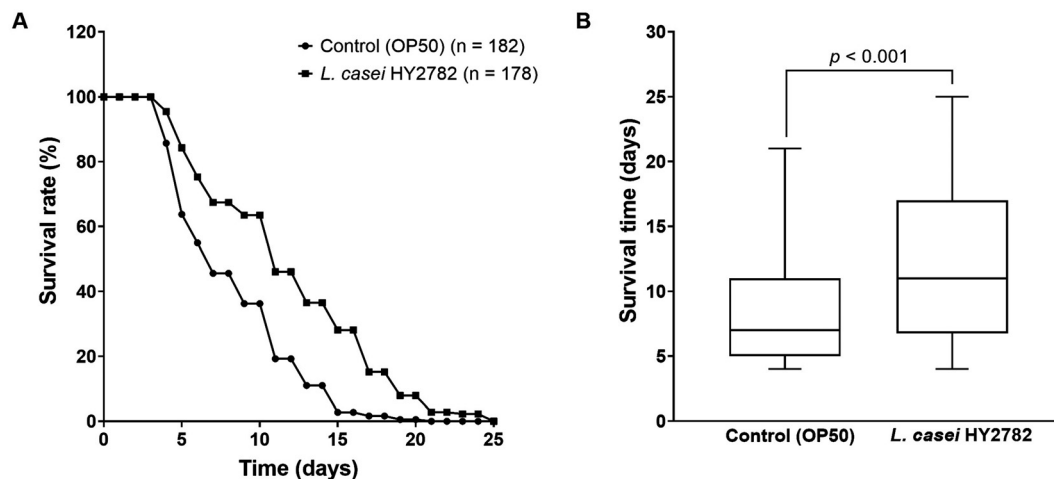 A
Survival rate (%)
120
100
80
60
40
20
0
0 5 10 15 20 25
Time (days)
Control (OP50) (n = 182)
L. casei HY2782 (n = 178)
B
Survival time (days)
30
25
20
15
10
5
0
p < 0.001
Control (OP50) L. casei HY2782